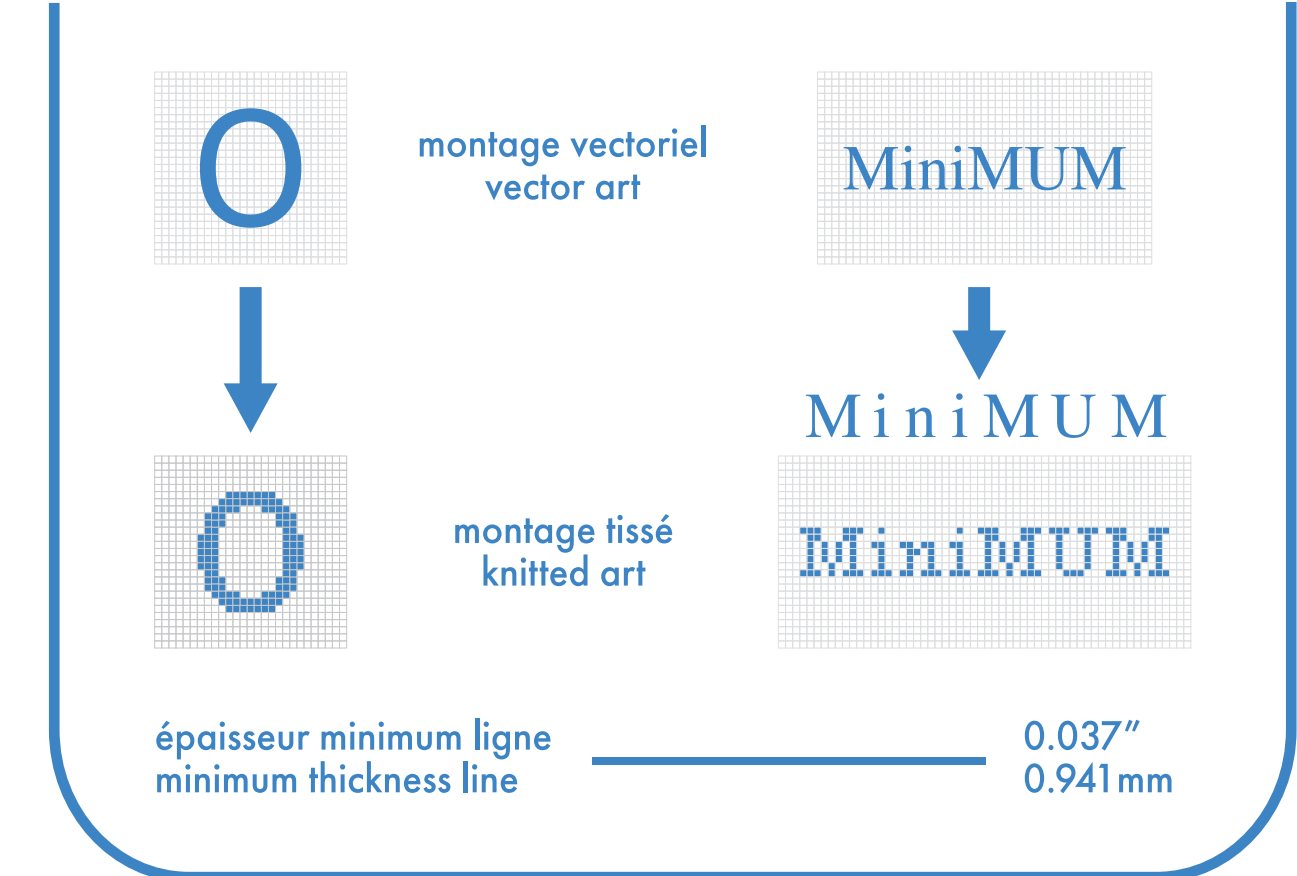 O
montage vectoriel
vector art
MiniMUM
MiniMUM
O
montage tissé
knitted art
MiniMUM
épaisseur minimum ligne
minimum thickness line
0.037"
0.941mm